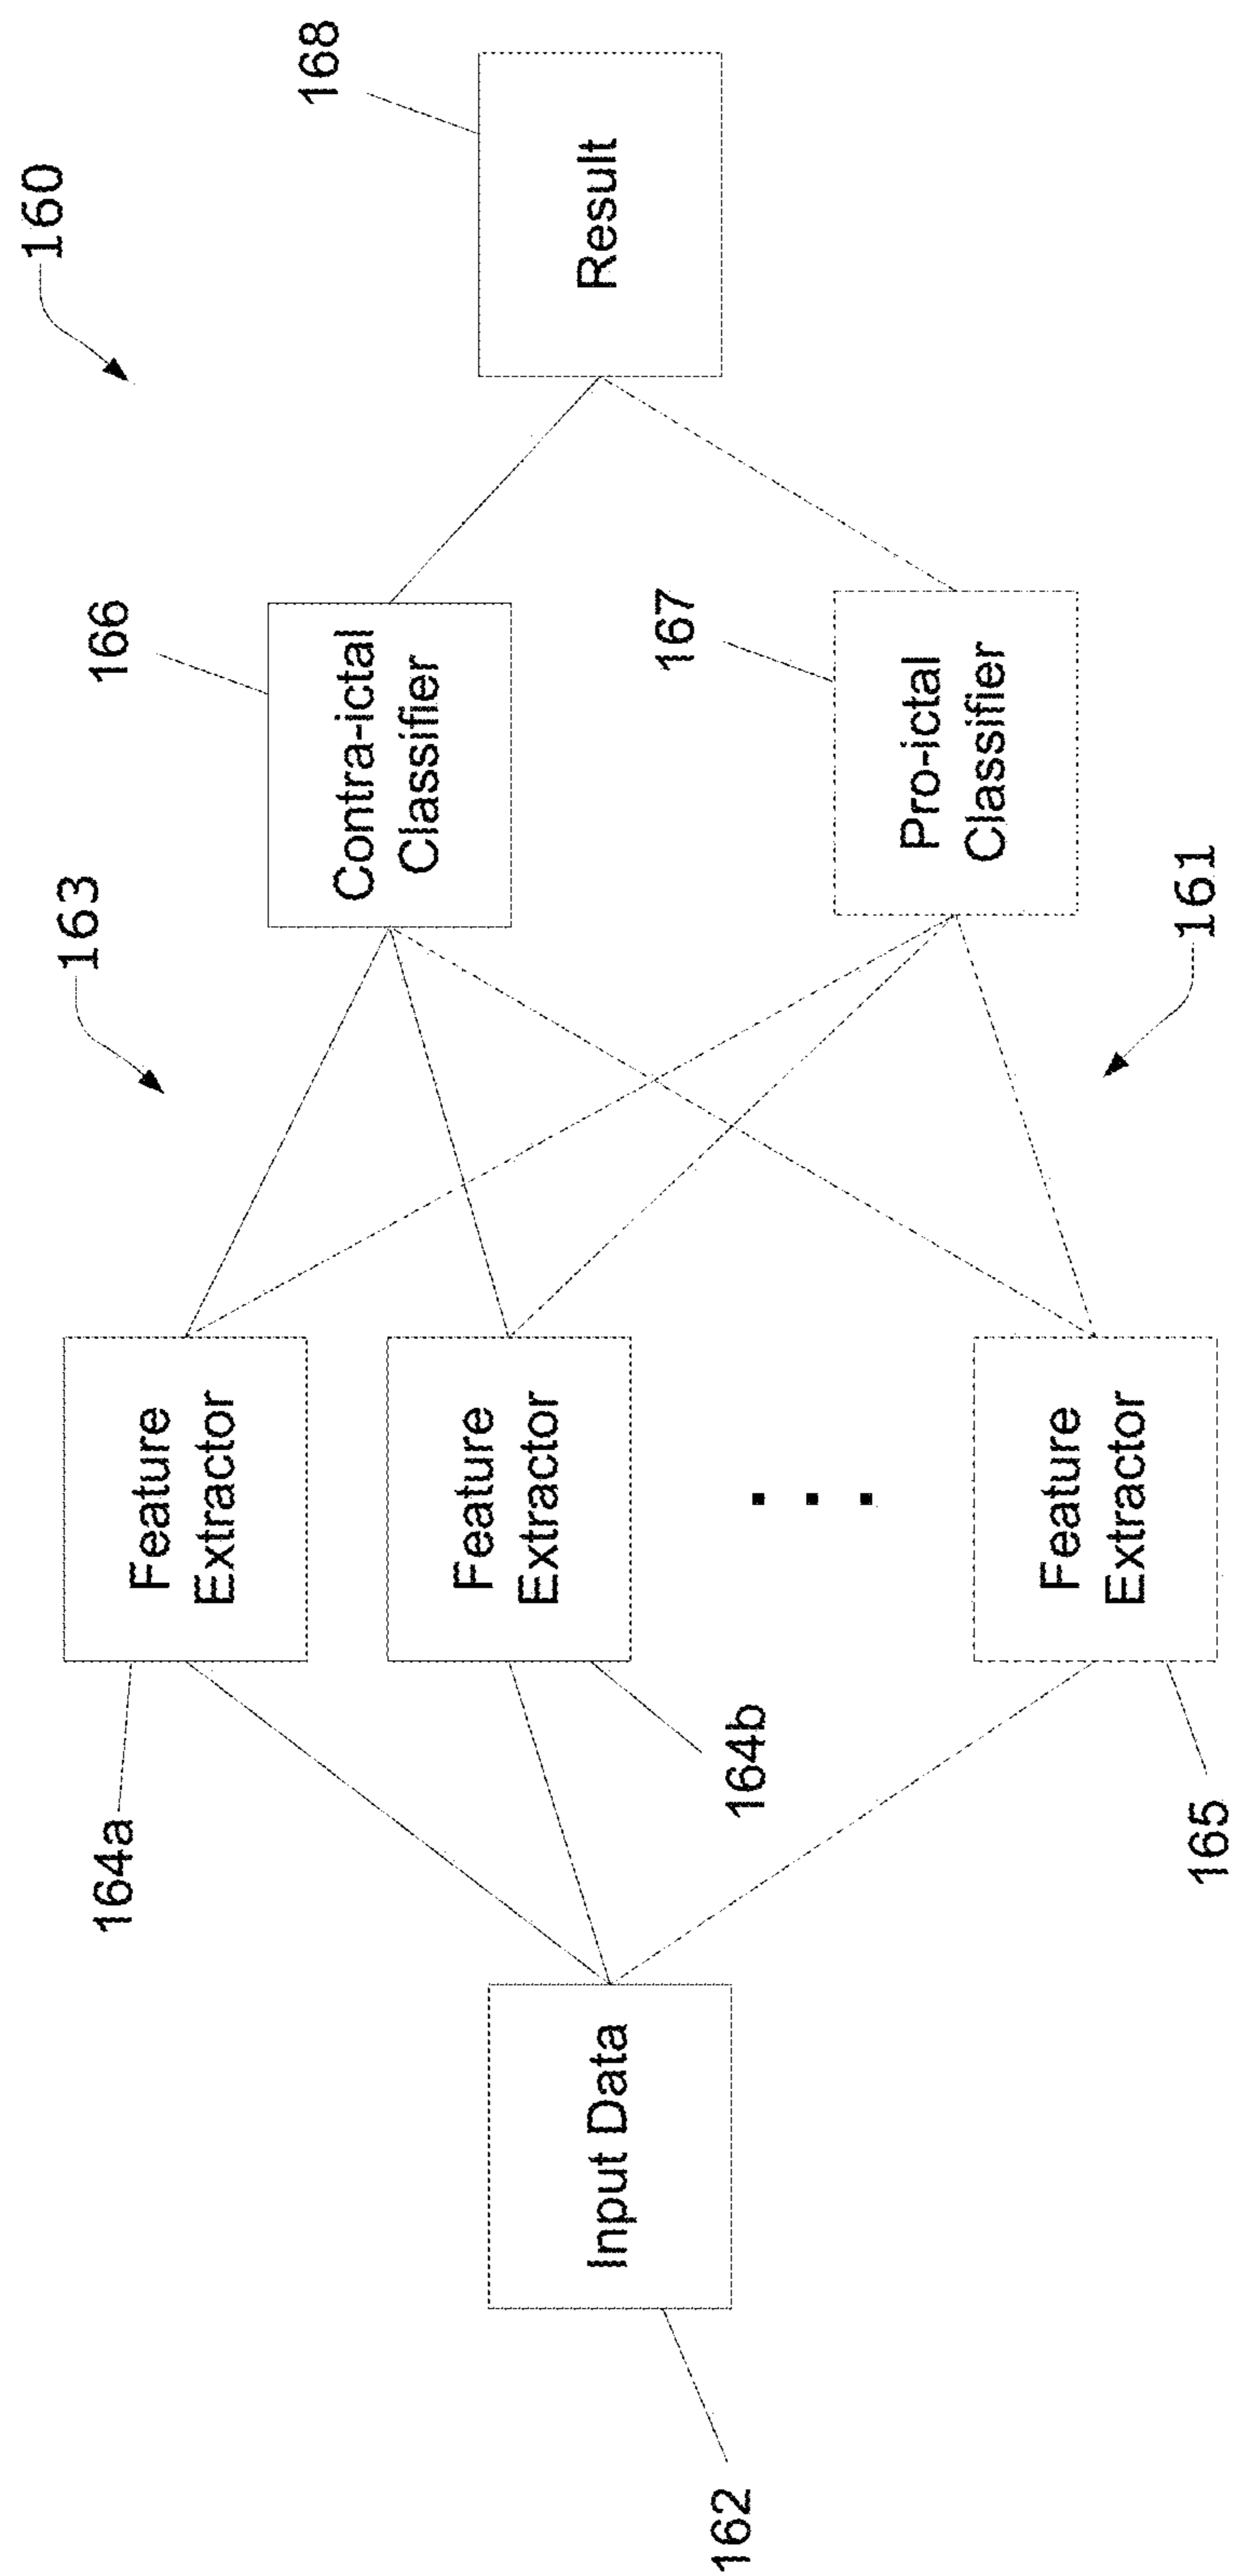 160
163
164a
Feature
Extractor
166
Contra-ictal
Classifier
168
Result
162
Input Data
164b
Feature
Extractor
167
Pro-ictal
Classifier
165
Feature
Extractor
161